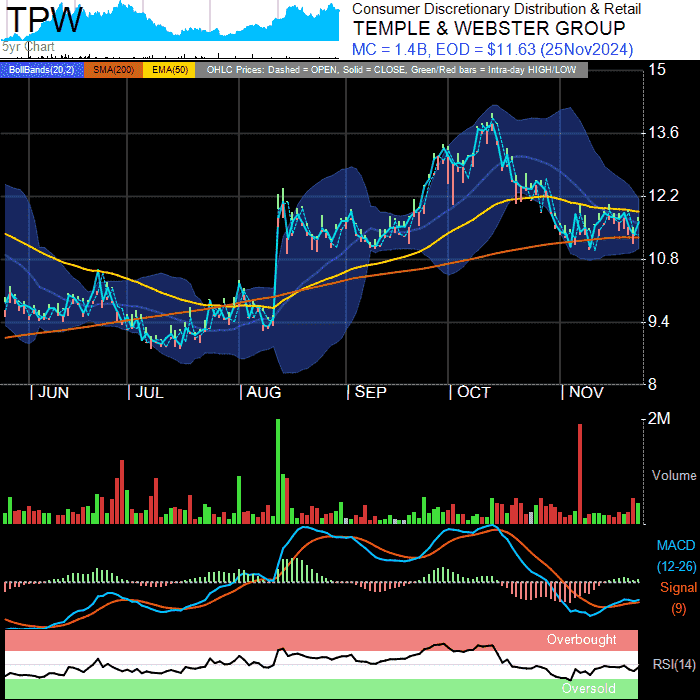 TPW
5yr Chart
Consumer Discretionary Distribution & Retail
TEMPLE & WEBSTER GROUP
MC = 1.4B, EOD = $11.63 (25Nov2024)
BollBands(20,2) SMA(200) EMA(50) OHLC Prices: Dashed = OPEN, Solid = CLOSE, Green/Red bars = Intra-day HIGH/LOW
15
13.6
12.2
10.8
9.4
8
| JUN | JUL | AUG | SEP | OCT | NOV
2M
Volume
MACD
(12-26)
Signal
(9)
Overbought
RSI(14)
Oversold